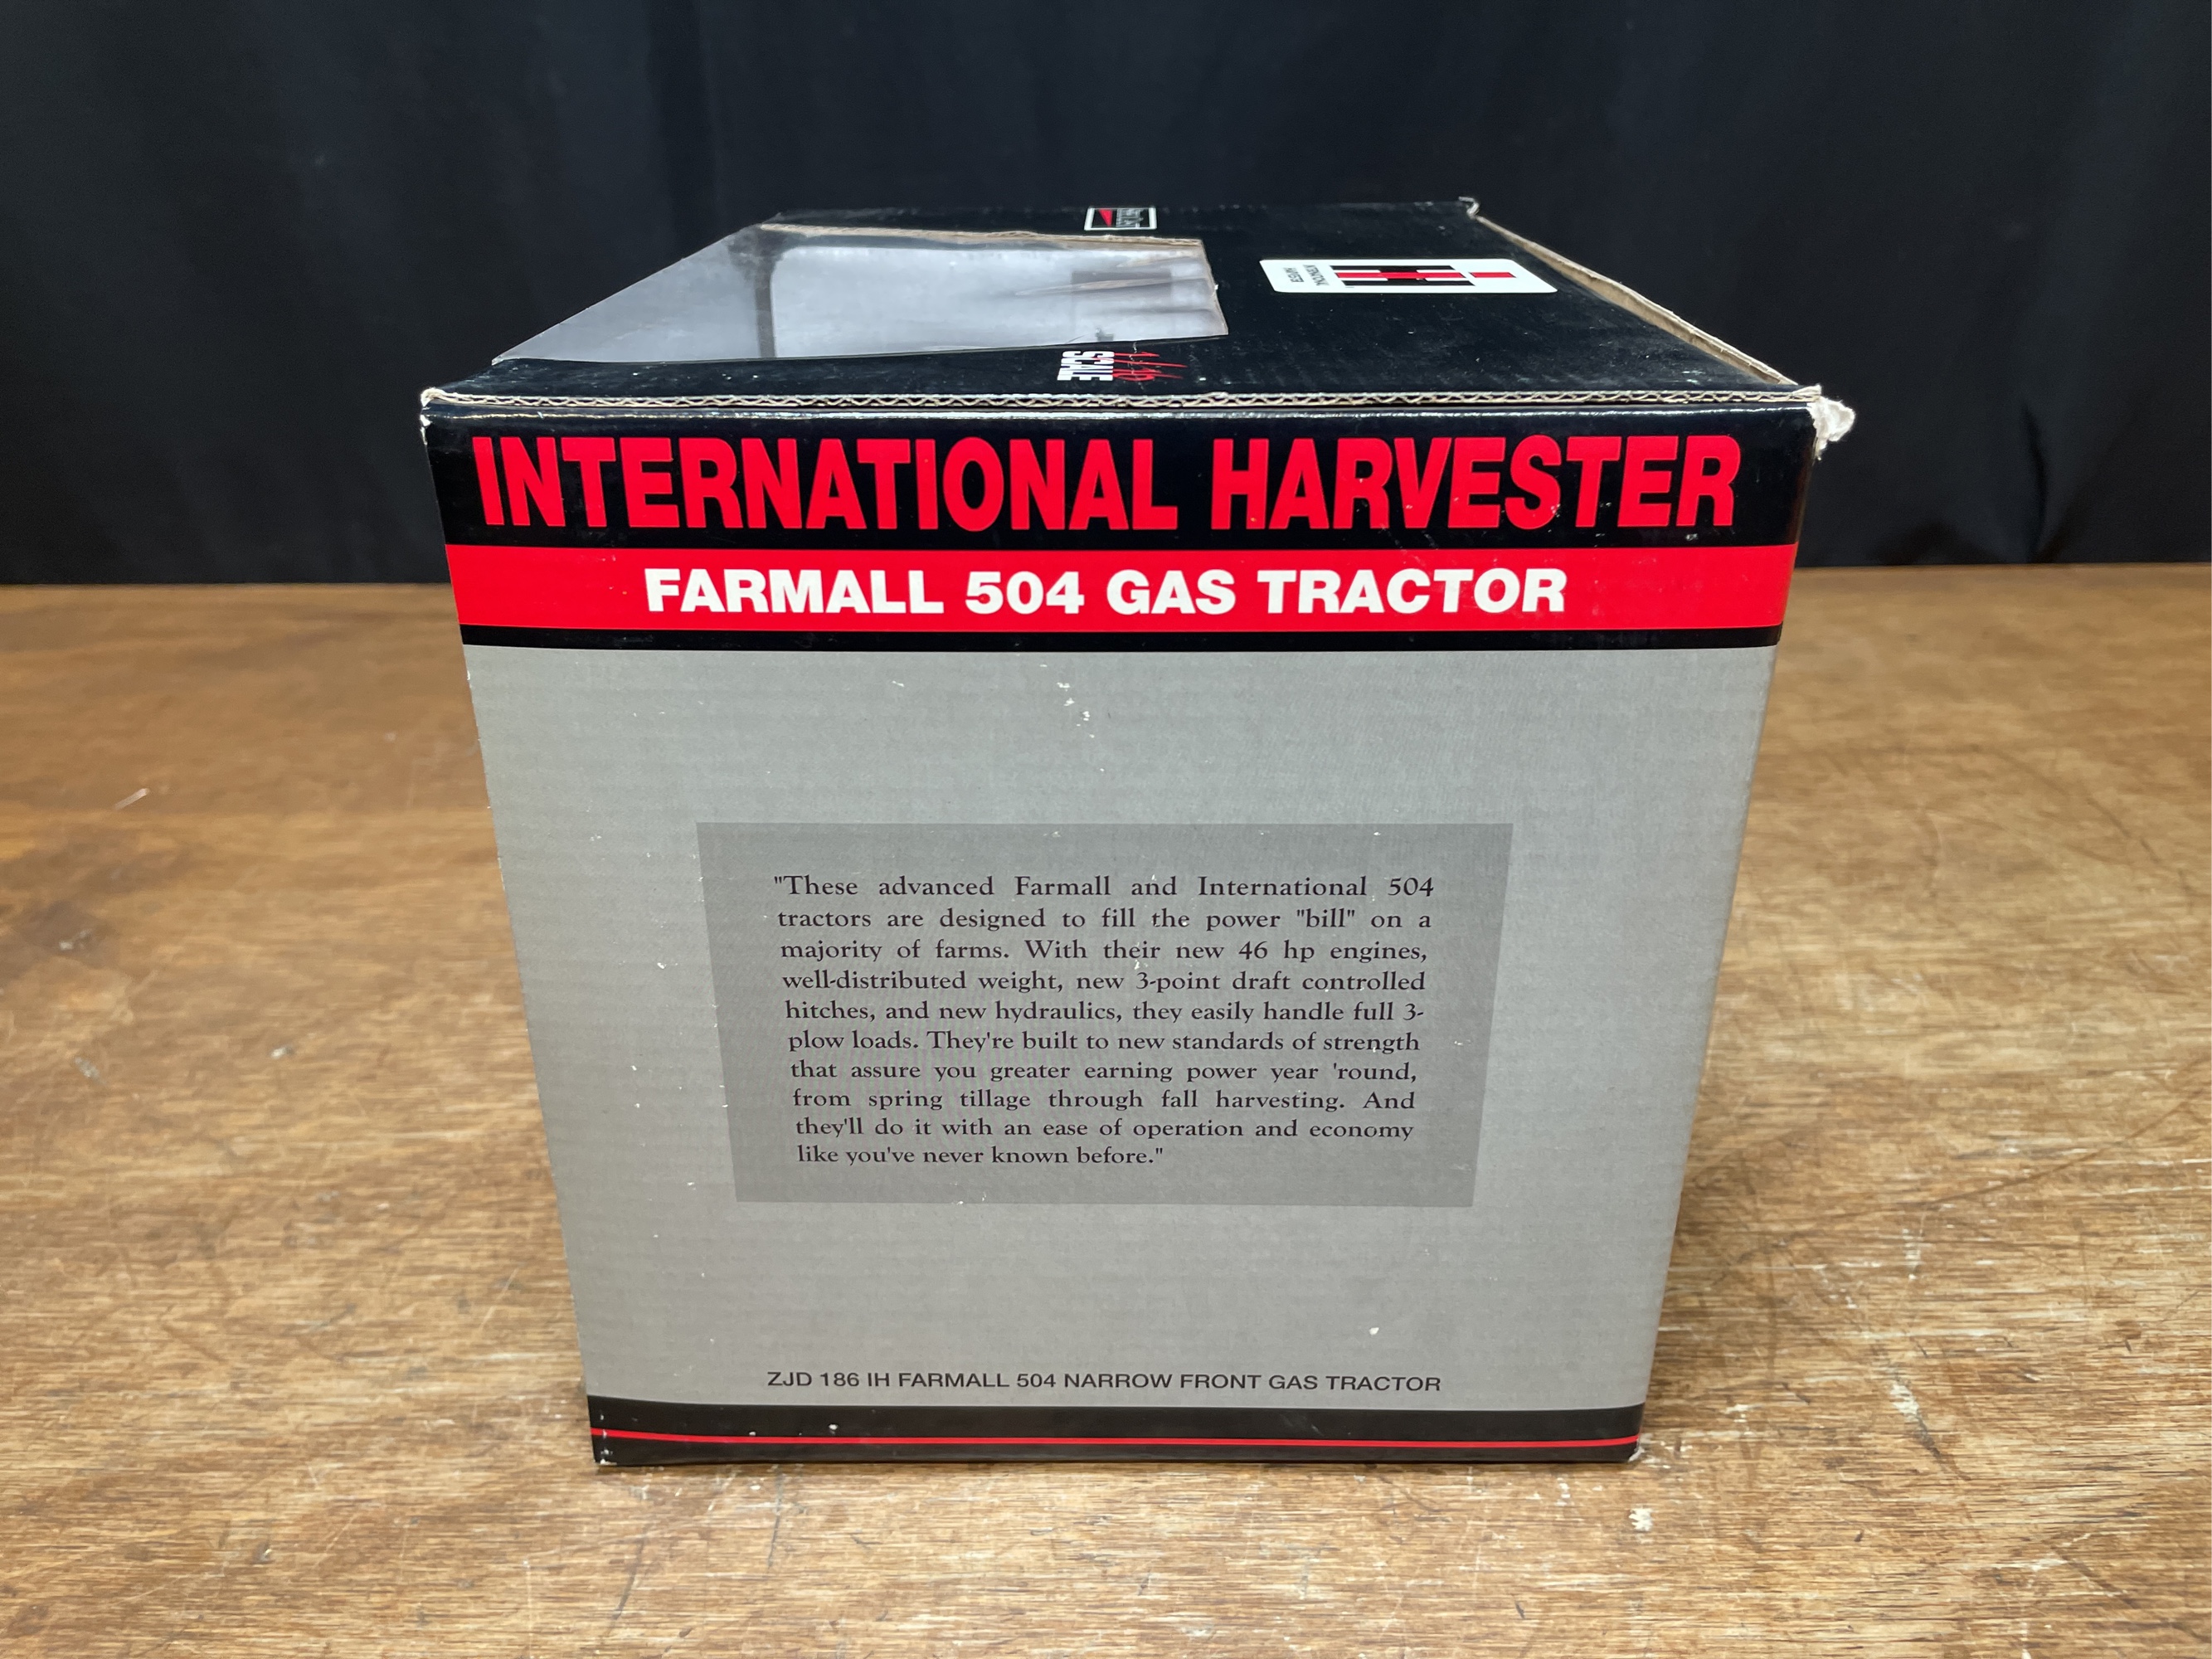 SCALE
INTERNATIONAL HARVESTER
FARMALL 504 GAS TRACTOR
"These advanced Farmall and International 504
tractors are designed to fill the power "bill" on a
majority of farms. With their new 46 hp engines,
well-distributed weight, new 3-point draft controlled
hitches, and new hydraulics, they easily handle full 3-
plow loads. They're built to new standards of strength
that assure you greater earning power year 'round,
from spring tillage through fall harvesting. And
they'll do it with an ease of operation and economy
like you've never known before."
ZJD 186 IH FARMALL 504 NARROW FRONT GAS TRACTOR